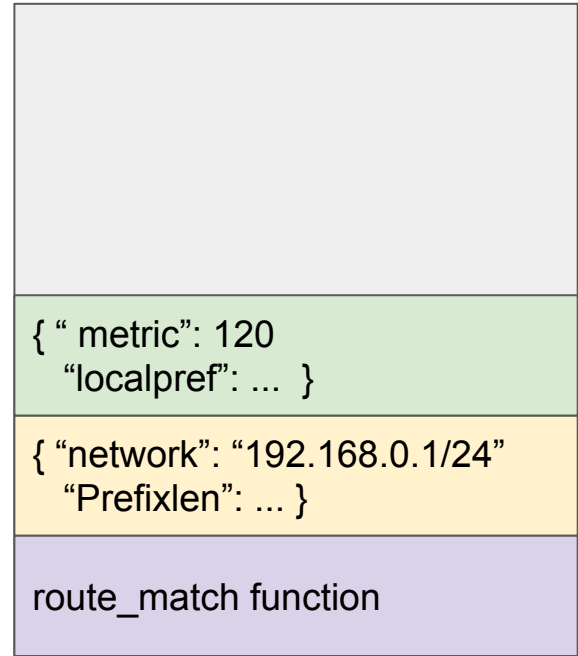 { “ metric”: 120
“localpref”: ... }
{ “network”: “192.168.0.1/24”
“Prefixlen”: ... }
route_match function